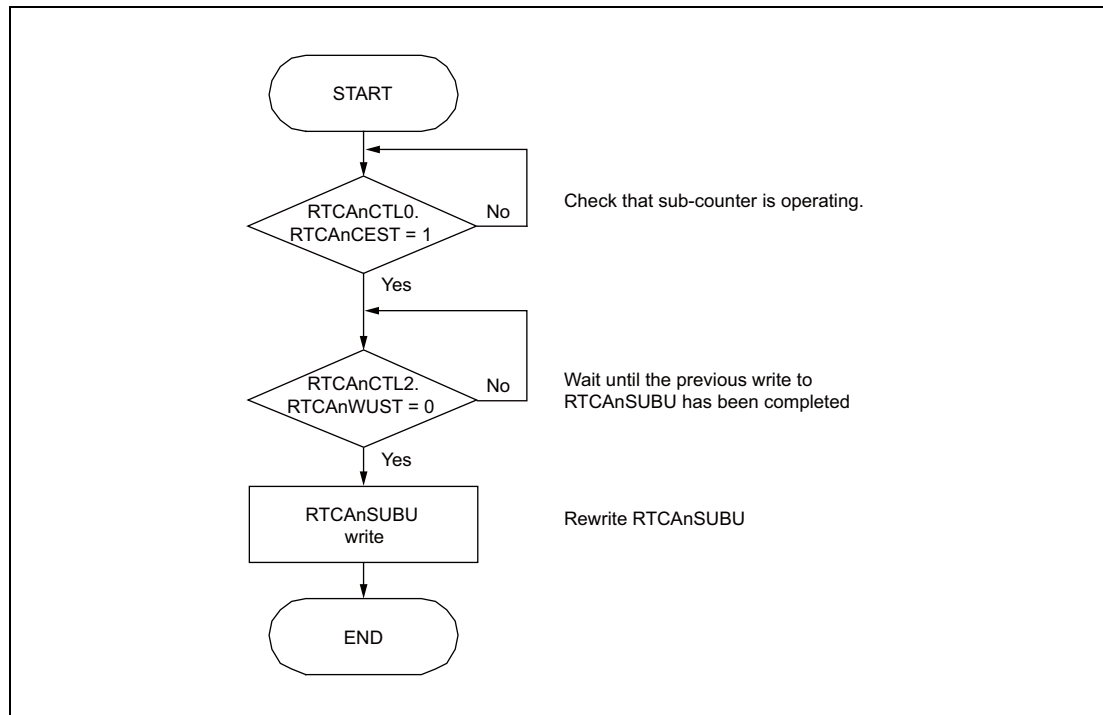 START
RTCAnCTL0.
RTCAnCEST = 1
No
Check that sub-counter is operating.
Yes
RTCAnCTL2.
RTCAnWUST = 0
No
Wait until the previous write to
RTCAnSUBU has been completed
Yes
RTCAnSUBU
write
Rewrite RTCAnSUBU
END